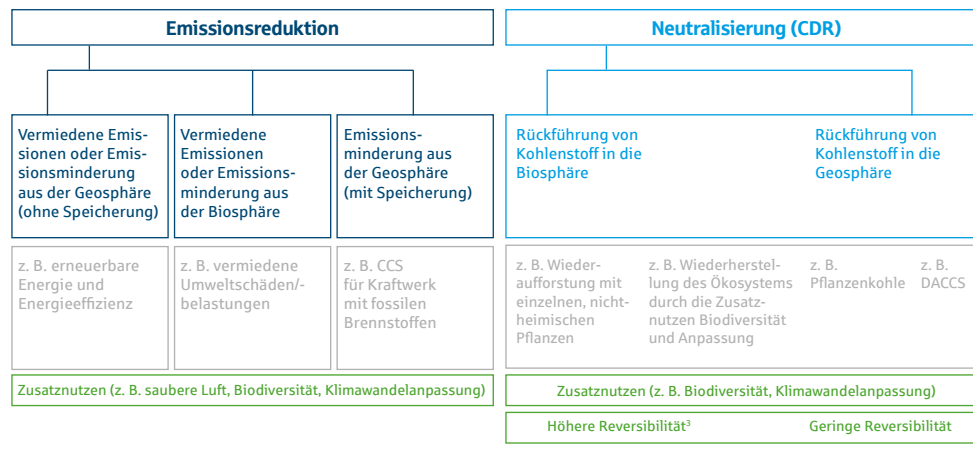 Emissionsreduktion
Vermiedene Emis-
sionen oder Emis-
sionsminderung
aus der Geosphäre
(ohne Speicherung)
Vermiedene
Emissionen
oder Emissions-
minderung aus
der Biosphäre
Emissions-
minderung aus
der Geosphäre
(mit Speicherung)
z. B. erneuerbare
Energie und
Energieeffizienz
z. B. vermiedene
Umweltschäden/-
belastungen
z. B. CCS
für Kraftwerk
mit fossilen
Brennstoffen
Zusatznutzen (z. B. saubere Luft, Biodiversität, Klimawandelanpassung)
Neutralisierung (CDR)
Rückführung von
Kohlenstoff in die
Biosphäre
Rückführung von
Kohlenstoff in die
Geosphäre
z. B. Wieder-
aufforstung mit
einzelnen, nicht-
heimischen
Pflanzen
z. B. Wiederherstel-
lung des Ökosystems
durch die Zusatz-
nutzen Biodiversität
und Anpassung
z. B.
Pflanzenkohle
z. B.
DACCS
Zusatznutzen (z. B. Biodiversität, Klimawandelanpassung)
Höhere Reversibilität³
Geringe Reversibilität